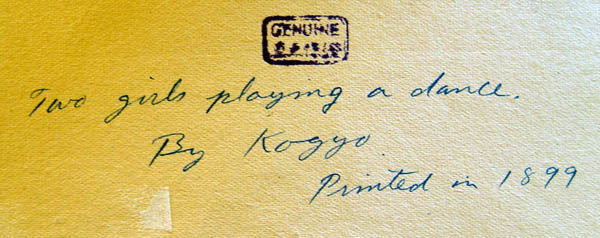 GENUINE
Two girls playing a dance.
By Kogyo
Printed in 1899